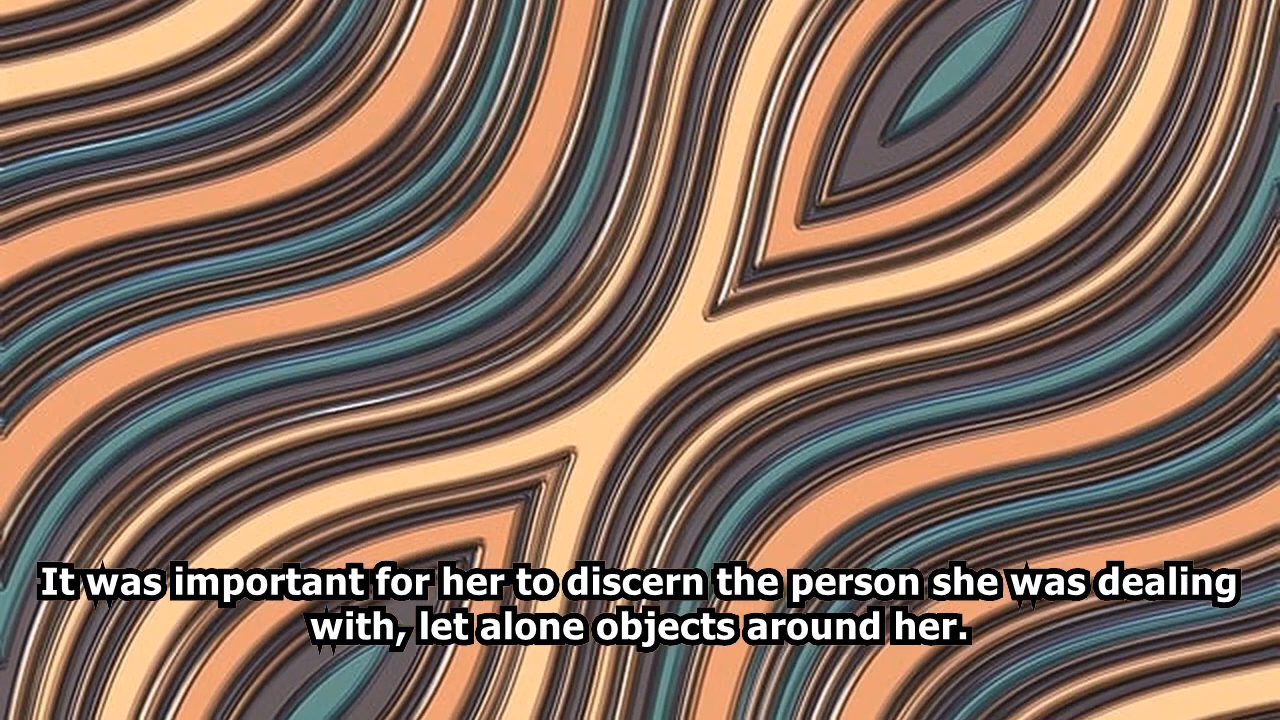 It was important for her to discern the person she was dealing
with, let alone objects around her.